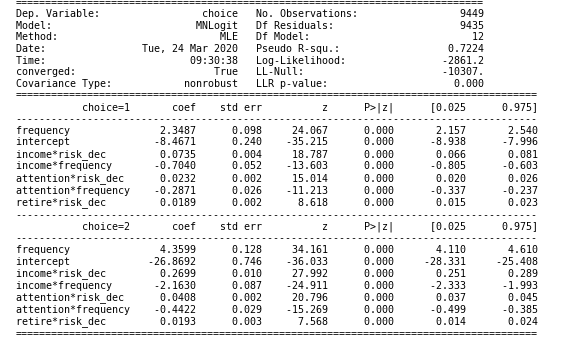 Dep. Variable: choice No. Observations: 9449
Model: MNLogit Df Residuals: 9435
Method: MLE Df Model: 12
Date: Tue, 24 Mar 2020 Pseudo R-squ.: 0.7224
Time: 09:30:38 Log-Likelihood: -2861.2
converged: True LL-Null: -10307.
Covariance Type: nonrobust LLR p-value: 0.000
choice=1 coef std err z P>|z| [0.025 0.975]
frequency 2.3487 0.098 24.067 0.000 2.157 2.540
intercept -8.4671 0.240 -35.215 0.000 -8.938 -7.996
income*risk_dec 0.0735 0.004 18.787 0.000 0.066 0.081
income*frequency -0.7040 0.052 -13.603 0.000 -0.805 -0.603
attention*risk_dec 0.0232 0.002 15.014 0.000 0.020 0.026
attention*frequency -0.2871 0.026 -11.213 0.000 -0.337 -0.237
retire*risk_dec 0.0189 0.002 8.618 0.000 0.015 0.023
choice=2 coef std err z P>|z| [0.025 0.975]
frequency 4.3599 0.128 34.161 0.000 4.110 4.610
intercept -26.8692 0.746 -36.033 0.000 -28.331 -25.408
income*risk_dec 0.2699 0.010 27.992 0.000 0.251 0.289
income*frequency -2.1630 0.087 -24.911 0.000 -2.333 -1.993
attention*risk_dec 0.0408 0.002 20.796 0.000 0.037 0.045
attention*frequency -0.4422 0.029 -15.269 0.000 -0.499 -0.385
retire*risk_dec 0.0193 0.003 7.568 0.000 0.014 0.024